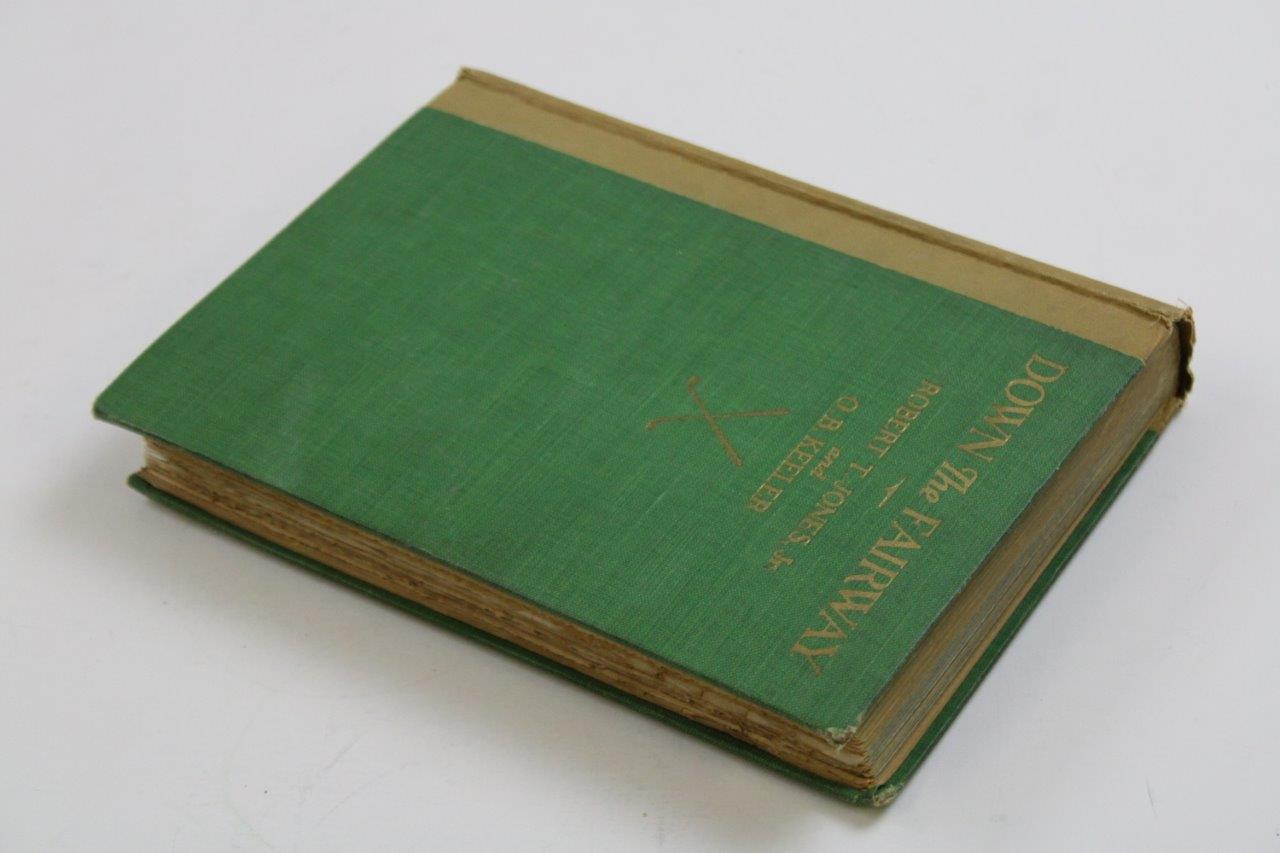 DOWN The FAIRWAY
ROBERT T. JONES, Jr.
and
O. B. KEELER